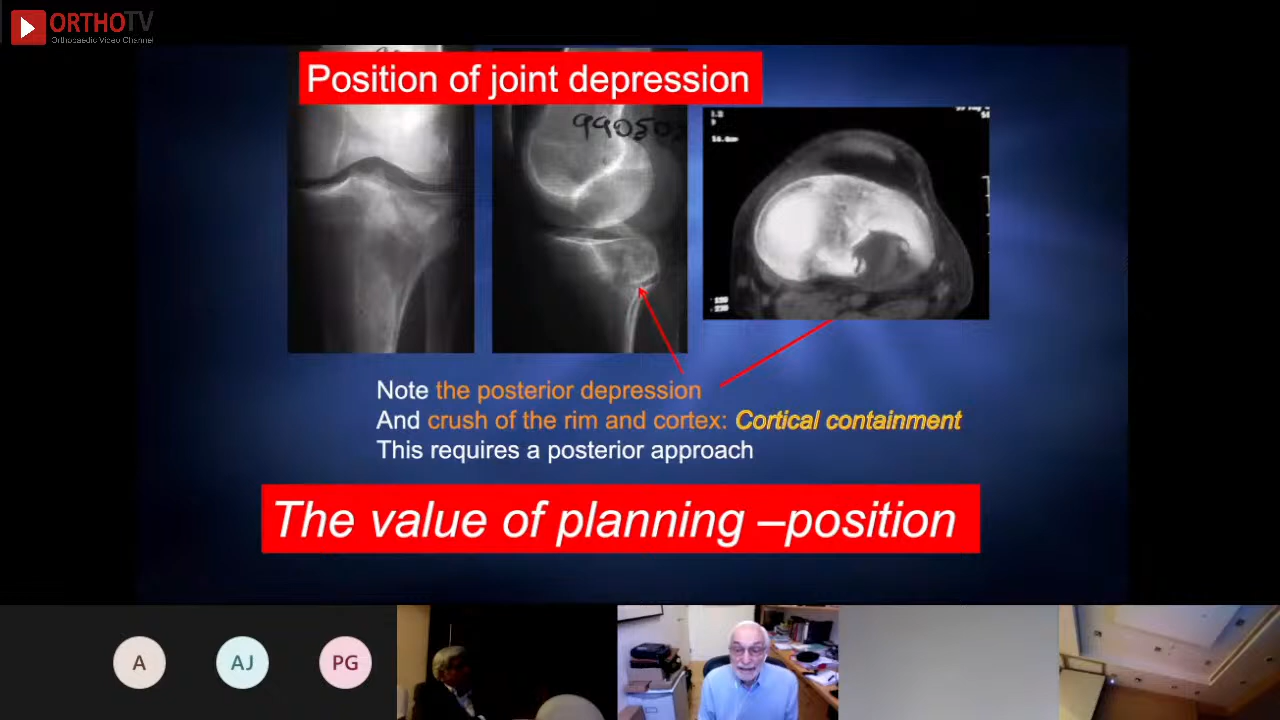 ORTHOTV
Orthopaedic Video Channel
Position of joint depression
Note the posterior depression
And crush of the rim and cortex: Cortical containment
This requires a posterior approach
The value of planning –position
A
AJ
PG